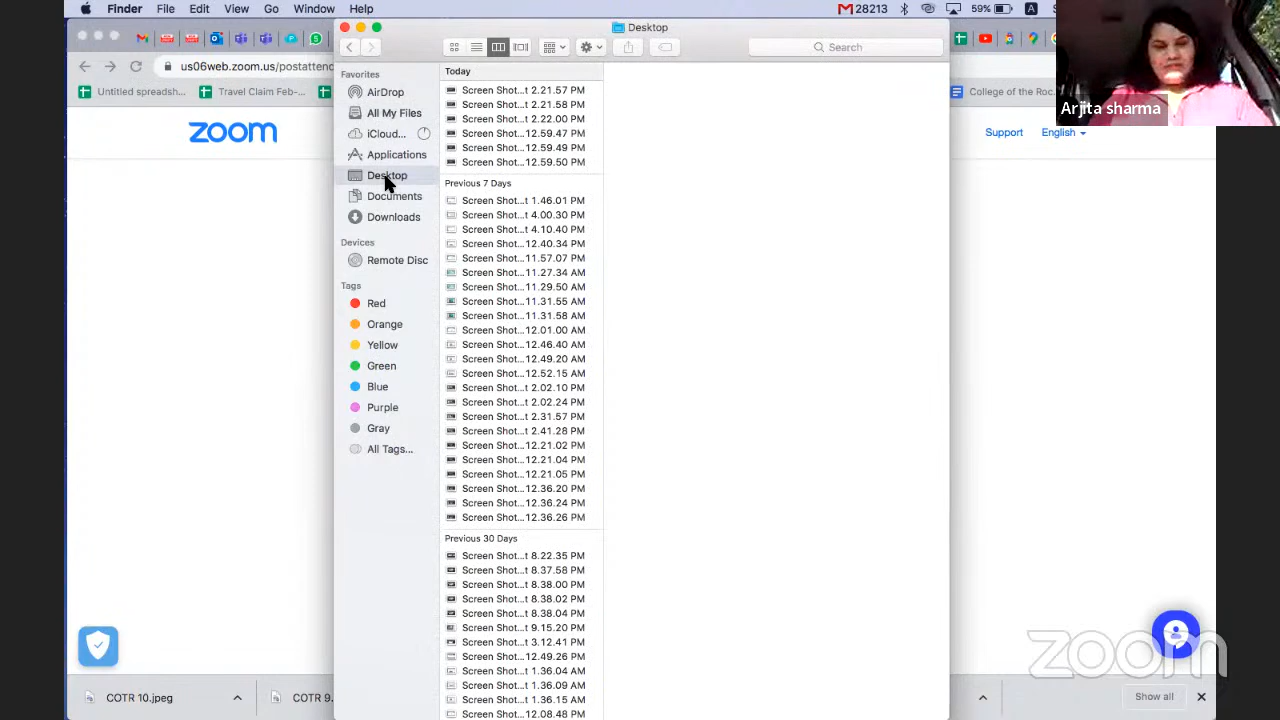 Finder File Edit View Go Window Help
28213 59%
Desktop
Search
us06web.zoom.us/postattend
Untitled spreadsh...
Travel Claim Feb-...
College of the Roc..
zoom
Support
English
Arjita sharma
Favorites
AirDrop
All My Files
iCloud...
Applications
Desktop
Documents
Downloads
Devices
Remote Disc
Tags
Red
Orange
Yellow
Green
Blue
Purple
Gray
All Tags...
Today
Screen Shot...t 2.21.57 PM
Screen Shot...t 2.21.58 PM
Screen Shot...t 2.22.00 PM
Screen Shot...12.59.47 PM
Screen Shot...12.59.49 PM
Screen Shot...12.59.50 PM
Previous 7 Days
Screen Shot...t 1.46.01 PM
Screen Shot...t 4.00.30 PM
Screen Shot...t 4.10.40 PM
Screen Shot...12.40.34 PM
Screen Shot...11.57.07 PM
Screen Shot...11.27.34 AM
Screen Shot...11.29.50 AM
Screen Shot...11.31.55 AM
Screen Shot...11.31.58 AM
Screen Shot...12.01.00 AM
Screen Shot...12.46.40 AM
Screen Shot...12.49.20 AM
Screen Shot...12.52.15 AM
Screen Shot...t 2.02.10 PM
Screen Shot...t 2.02.24 PM
Screen Shot...t 2.31.57 PM
Screen Shot...t 2.41.28 PM
Screen Shot...12.21.02 PM
Screen Shot...12.21.04 PM
Screen Shot...12.21.05 PM
Screen Shot...12.36.20 PM
Screen Shot...12.36.24 PM
Screen Shot...12.36.26 PM
Previous 30 Days
Screen Shot...t 8.22.35 PM
Screen Shot...t 8.37.58 PM
Screen Shot...t 8.38.00 PM
Screen Shot...t 8.38.02 PM
Screen Shot...t 8.38.04 PM
Screen Shot...t 9.15.20 PM
Screen Shot...t 3.12.41 PM
Screen Shot...12.49.26 PM
Screen Shot...t 1.36.04 AM
Screen Shot...t 1.36.09 AM
Screen Shot...t 1.36.15 AM
Screen Shot...12.08.48 PM
zoom
COTR 10.jpeg
COTR 9.
Show all